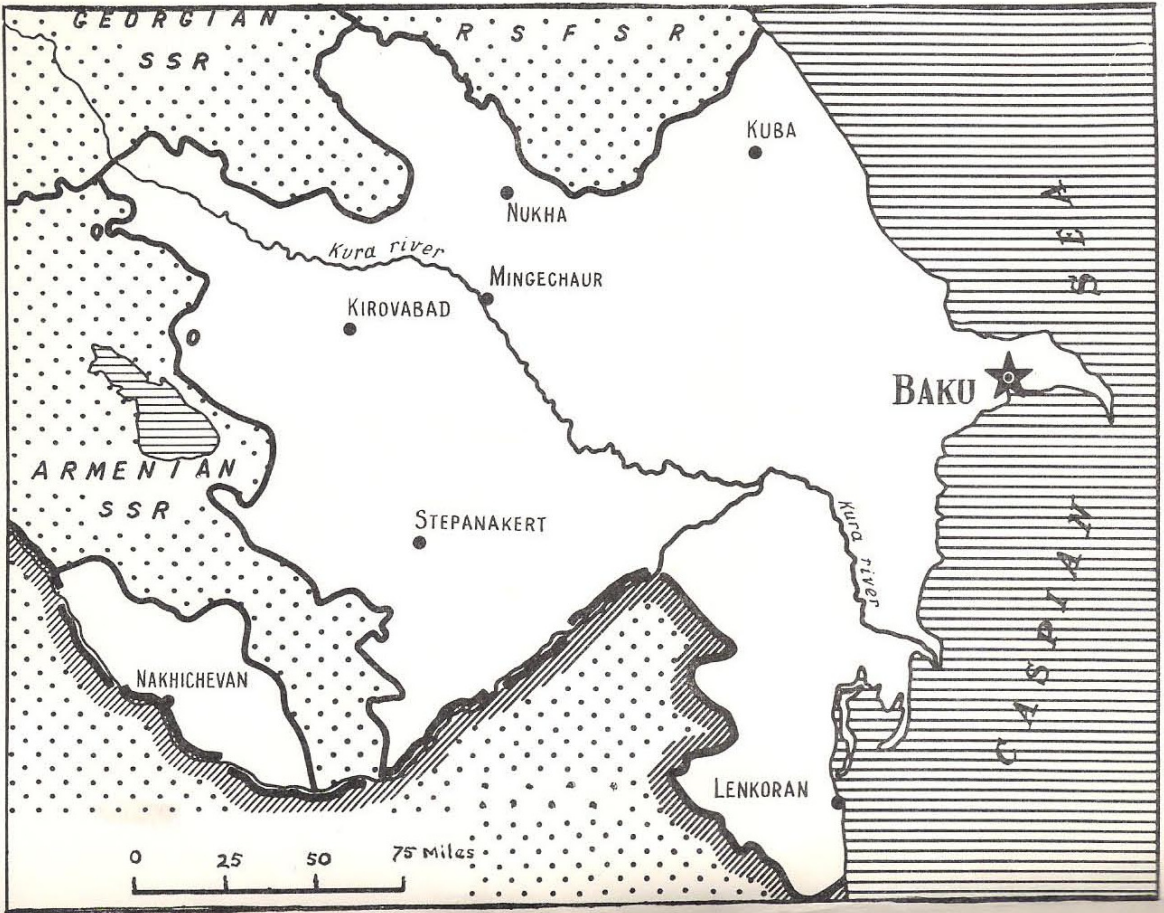 GEORGIAN
SSR
RSFSR
KUBA
NUKHA
Kura river
MINGECHAUR
KIROVABAD
BAKU
ARMENIAN
SSR
STEPANAKERT
Kura river
CASPIAN SEA
NAKHICHEVAN
LENKORAN
0 25 50 75 Miles